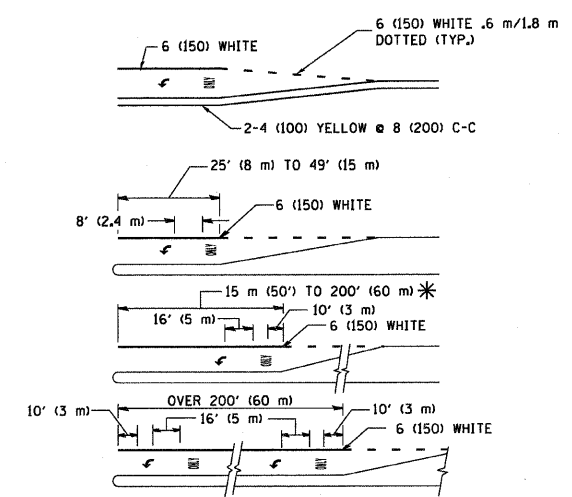 6 (150) WHITE .6 m/1.8 m
DOTTED (TYP.)
6 (150) WHITE
ONLY
2-4 (100) YELLOW @ 8 (200) C-C
25' (8 m) TO 49' (15 m)
6 (150) WHITE
8' (2.4 m)
ONLY
15 m (50') TO 200' (60 m) *
16' (5 m)
10' (3 m)
6 (150) WHITE
ONLY
OVER 200' (60 m)
10' (3 m)
16' (5 m)
10' (3 m)
6 (150) WHITE
ONLY
ONLY